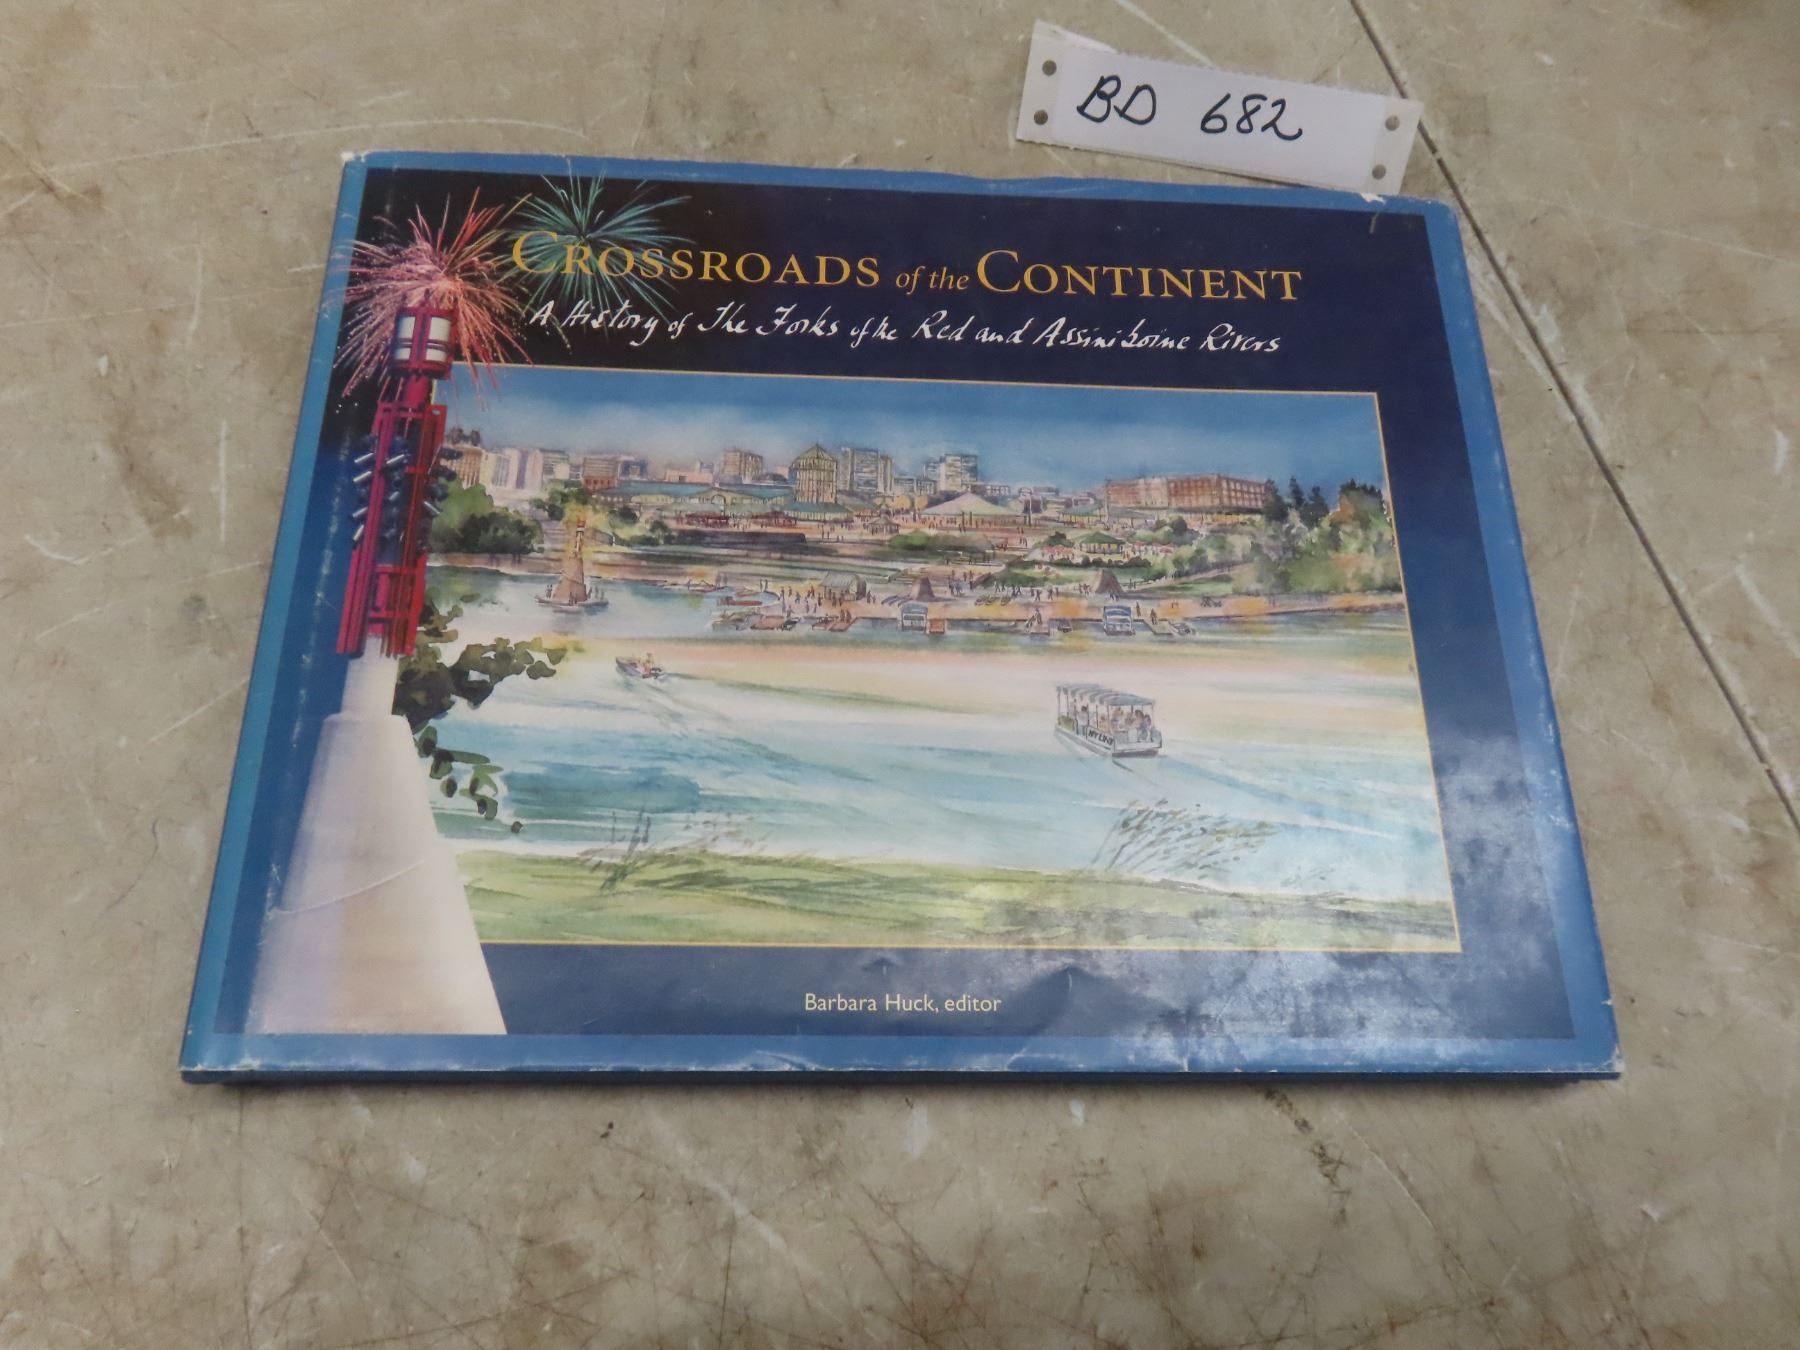 BD 682
CROSSROADS of the CONTINENT
A History of The Forks of the Red and Assiniboine Rivers
Barbara Huck, editor